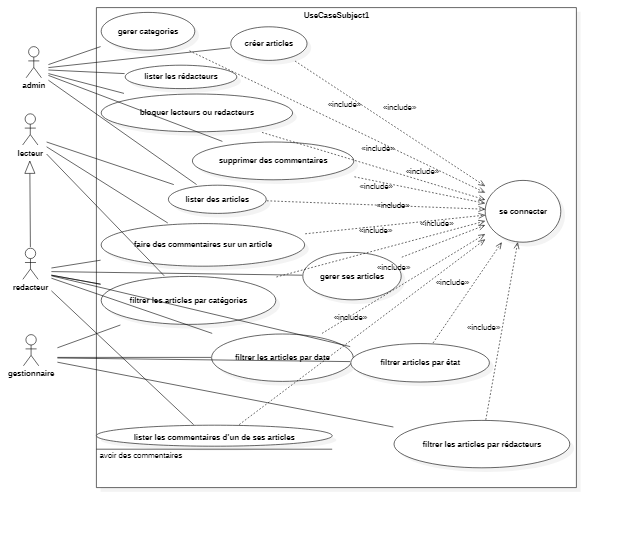 UseCaseSubject1
gerer categories
créer articles
lister les rédacteurs
admin
«include»
«include»
bloquer lecteurs ou redacteurs
lecteur
«include»
supprimer des commentaires
«include»
«include»
lister des articles
«include»
se connecter
«include»
«include»
faire des commentaires sur un article
«include»
gerer ses articles
«include»
redacteur
filtrer les articles par catégories
«include»
«include»
filtrer les articles par date
filtrer articles par état
gestionnaire
lister les commentaires d'un de ses articles
filtrer les articles par rédacteurs
avoir des commentaires